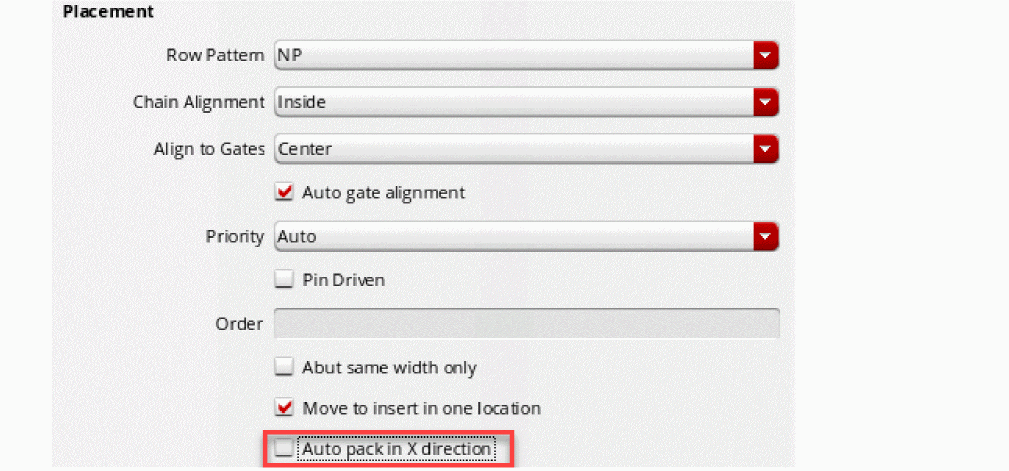 Placement
Row Pattern NP
Chain Alignment Inside
Align to Gates Center
Auto gate alignment
Priority Auto
Pin Driven
Order
Abut same width only
Move to insert in one location
Auto pack in X direction